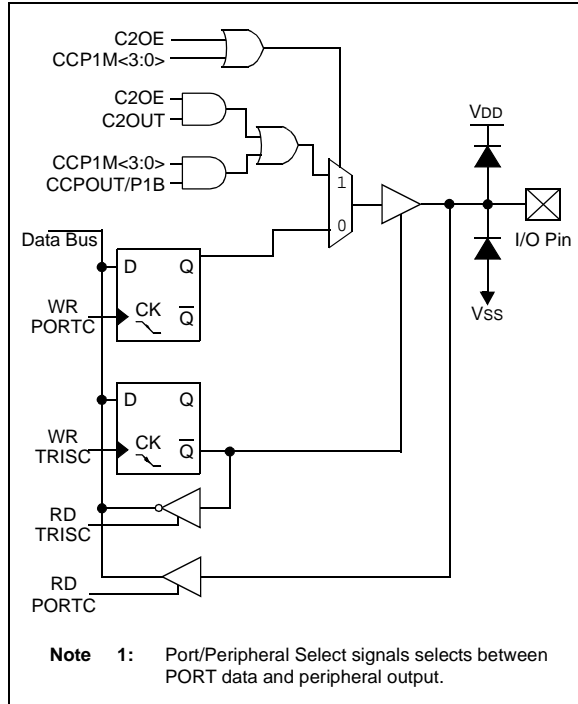 C2OE
CCP1M<3:0>
C2OE
C2OUT
CCP1M<3:0>
CCPOUT/P1B
1
0
VDD
I/O Pin
VSS
Data Bus
D Q
WR
PORTC
CK Q
D Q
WR
TRISC
CK Q
RD
TRISC
RD
PORTC
Note 1: Port/Peripheral Select signals selects between
PORT data and peripheral output.